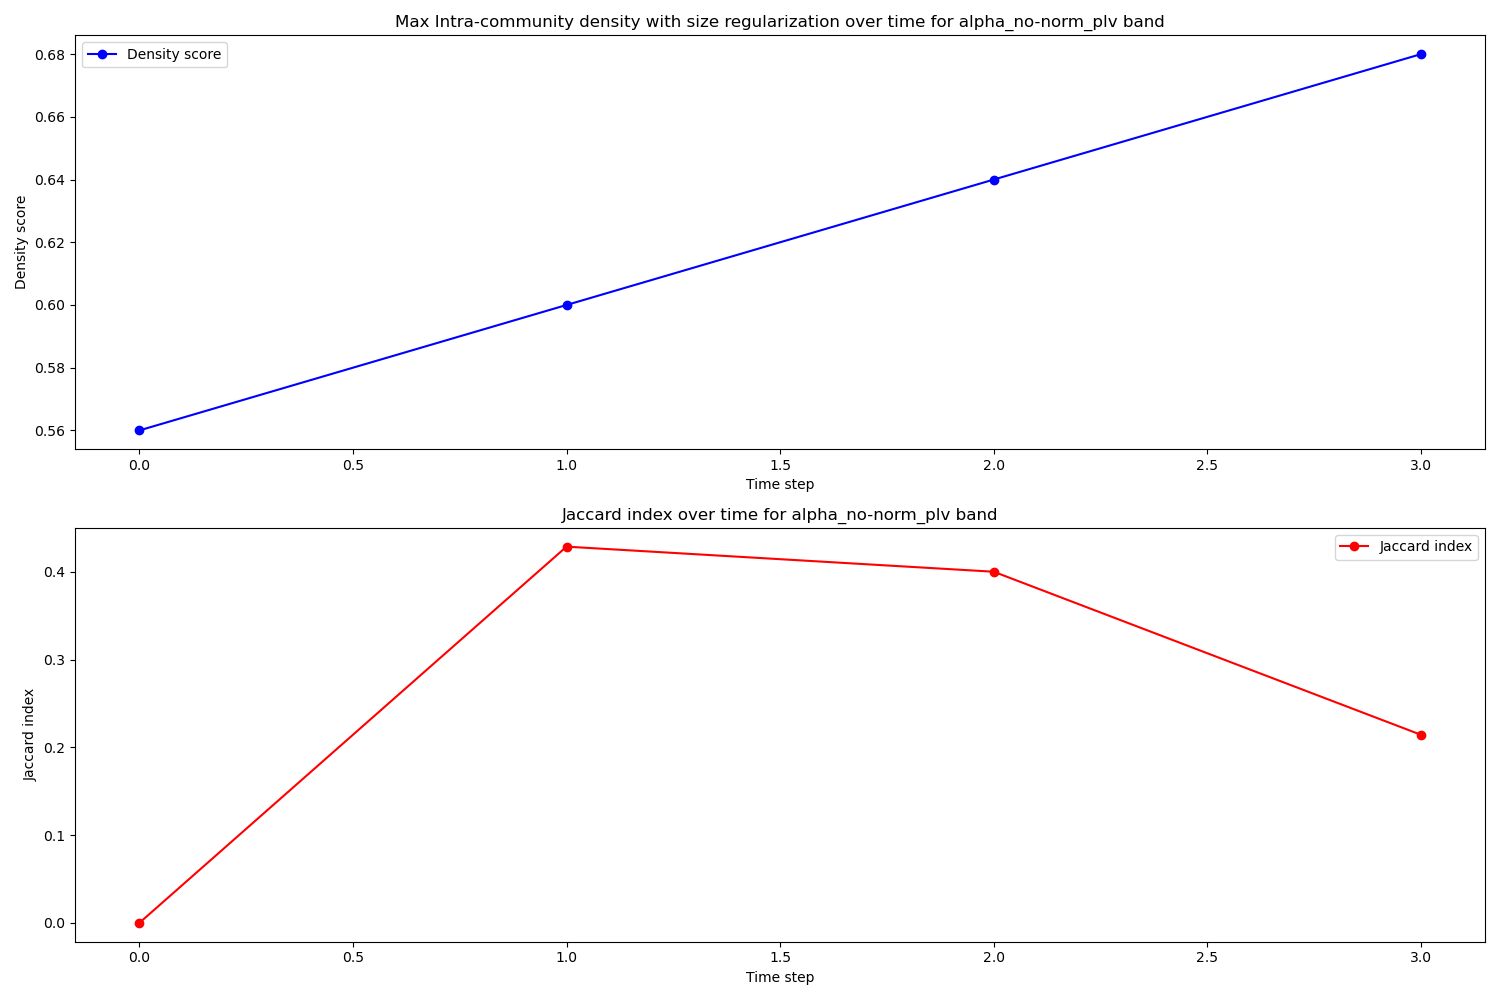 Max Intra-community density with size regularization over time for alpha_no-norm_plv band
Density score
0.68
0.66
0.64
0.62
0.60
0.58
0.56
Density score
0.0 0.5 1.0 1.5 2.0 2.5 3.0
Time step
Jaccard index over time for alpha_no-norm_plv band
Jaccard index
0.4
0.3
0.2
0.1
0.0
Jaccard index
0.0 0.5 1.0 1.5 2.0 2.5 3.0
Time step